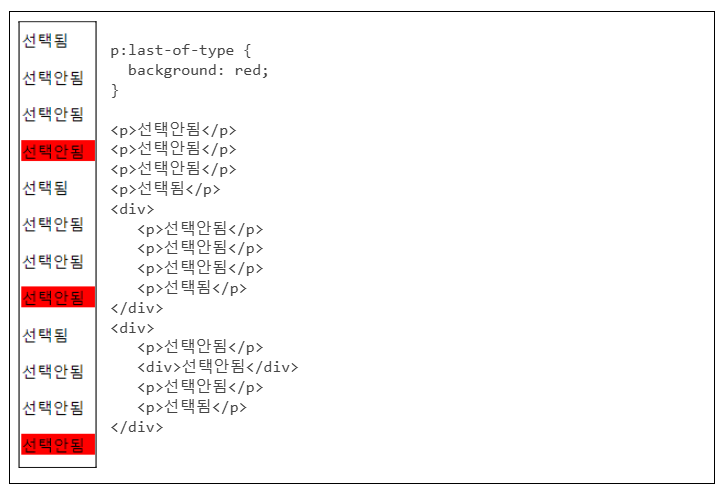 선택됨
선택안됨
선택안됨
선택안됨
선택됨
선택안됨
선택안됨
선택안됨
선택됨
선택안됨
선택안됨
선택안됨
p:last-of-type {
  background: red;
}
<p>선택안됨</p>
<p>선택안됨</p>
<p>선택안됨</p>
<p>선택됨</p>
<div>
   <p>선택안됨</p>
   <p>선택안됨</p>
   <p>선택안됨</p>
   <p>선택됨</p>
</div>
<div>
   <p>선택안됨</p>
   <div>선택안됨</div>
   <p>선택안됨</p>
   <p>선택됨</p>
</div>